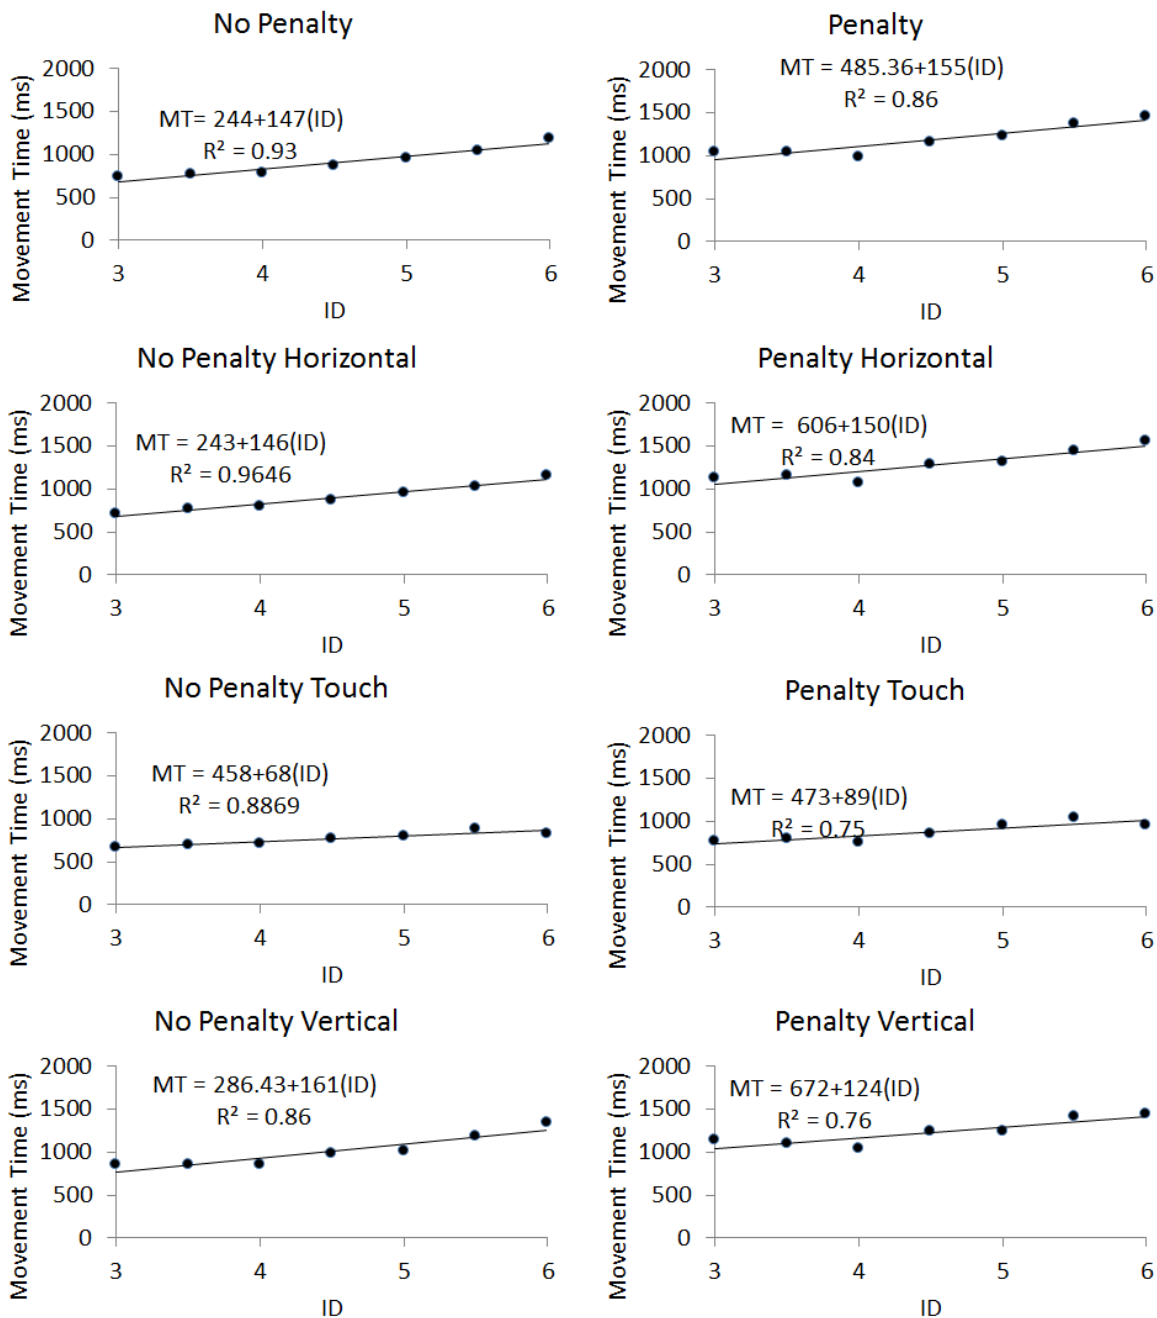 No Penalty
Movement Time (ms)
2000
1500
1000
500
0
MT= 244+147(ID)
R² = 0.93
3 4 5 6
ID
Penalty
Movement Time (ms)
2000
1500
1000
500
0
MT = 485.36+155(ID)
R² = 0.86
3 4 5 6
ID
No Penalty Horizontal
Movement Time (ms)
2000
1500
1000
500
0
MT = 243+146(ID)
R² = 0.9646
3 4 5 6
ID
Penalty Horizontal
Movement Time (ms)
2000
1500
1000
500
0
MT = 606+150(ID)
R² = 0.84
3 4 5 6
ID
No Penalty Touch
Movement Time (ms)
2000
1500
1000
500
0
MT = 458+68(ID)
R² = 0.8869
3 4 5 6
ID
Penalty Touch
Movement Time (ms)
2000
1500
1000
500
0
MT = 473+89(ID)
R² = 0.75
3 4 5 6
ID
No Penalty Vertical
Movement Time (ms)
2000
1500
1000
500
0
MT = 286.43+161(ID)
R² = 0.86
3 4 5 6
ID
Penalty Vertical
Movement Time (ms)
2000
1500
1000
500
0
MT = 672+124(ID)
R² = 0.76
3 4 5 6
ID